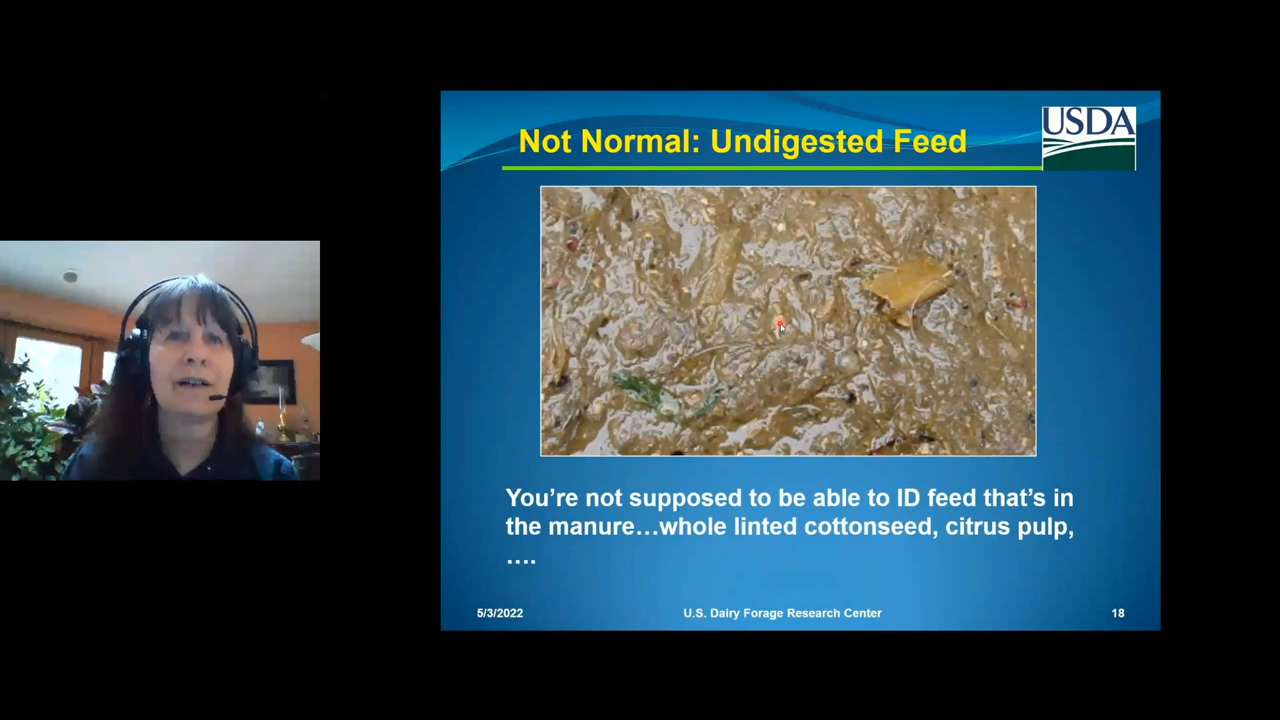 Not Normal: Undigested Feed
USDA
You’re not supposed to be able to ID feed that’s in
the manure…whole linted cottonseed, citrus pulp,
….
5/3/2022
U.S. Dairy Forage Research Center
18